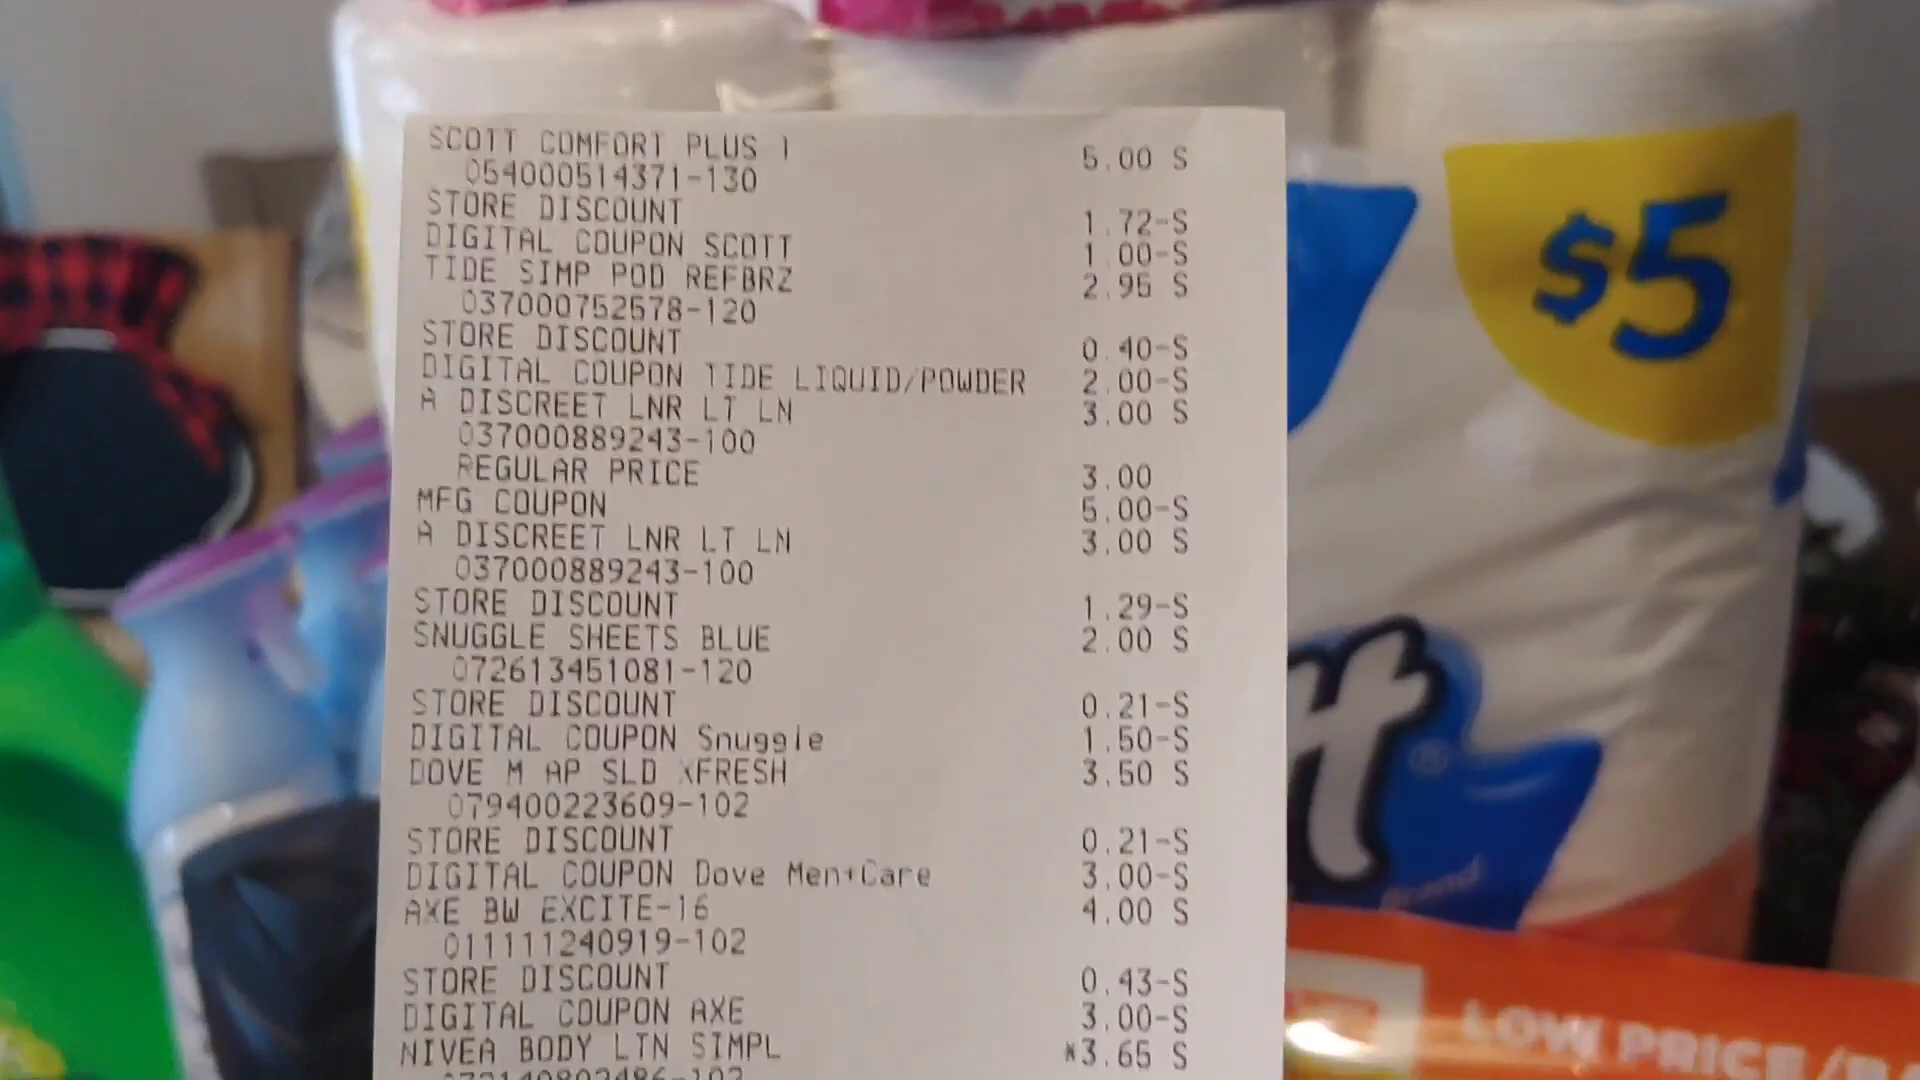 SCOTT COMFORT PLUS 1 5.00 S
054000514371-130
STORE DISCOUNT 1.72-S
DIGITAL COUPON SCOTT 1.00-S
TIDE SIMP POD REFBRZ 2.95 S
037000752578-120
STORE DISCOUNT 0.40-S
DIGITAL COUPON TIDE LIQUID/POWDER 2.00-S
A DISCREET LNR LT LN 3.00 S
037000889243-100
REGULAR PRICE 3.00
MFG COUPON 5.00-S
A DISCREET LNR LT LN 3.00 S
037000889243-100
STORE DISCOUNT 1.29-S
SNUGGLE SHEETS BLUE 2.00 S
072613451081-120
STORE DISCOUNT 0.21-S
DIGITAL COUPON Snuggle 1.50-S
DOVE M AP SLD XFRESH 3.50 S
079400223609-102
STORE DISCOUNT 0.21-S
DIGITAL COUPON Dove Men+Care 3.00-S
AXE BW EXCITE-16 4.00 S
011111240919-102
STORE DISCOUNT 0.43-S
DIGITAL COUPON AXE 3.00-S
NIVEA BODY LTN SIMPL *3.65 S
$5
tt®
Brand
LOW PRICE